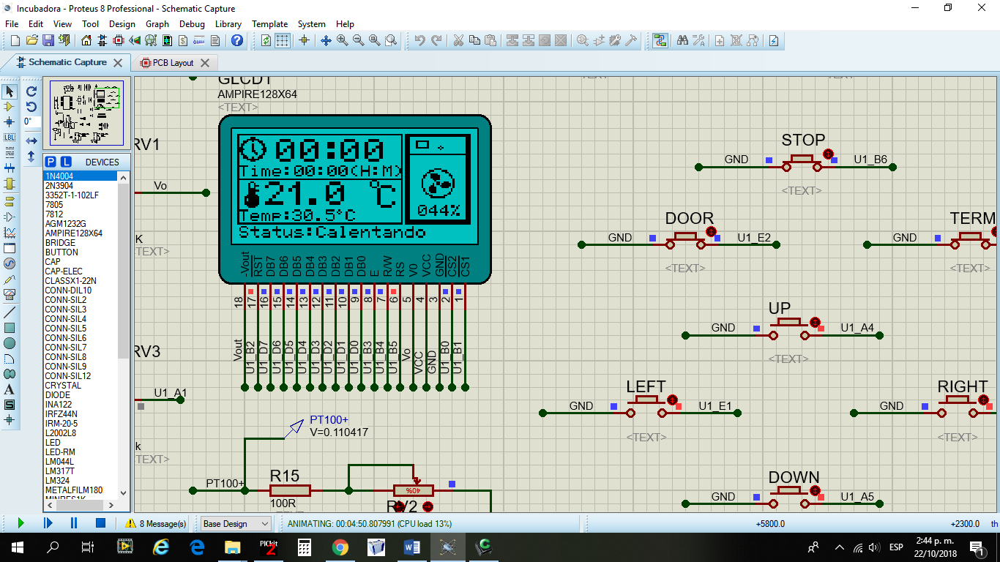 Incubadora - Proteus 8 Professional - Schematic Capture
File Edit View Tool Design Graph Debug Library Template System Help
Schematic Capture
PCB Layout
0°
P L DEVICES
1N4004
2N3904
3352T-1-102LF
7805
7812
AGM1232G
AMPIRE128X64
BRIDGE
BUTTON
CAP
CAP-ELEC
CLASSX1-22N
CONN-DIL10
CONN-SIL2
CONN-SIL3
CONN-SIL4
CONN-SIL5
CONN-SIL6
CONN-SIL7
CONN-SIL8
CONN-SIL9
CONN-SIL12
CRYSTAL
DIODE
INA122
IRFZ44N
IRM-20-5
L2002L8
LED
LED-RM
LM044L
LM317T
LM324
METALFILM180
MINRES1K
GLCD1
AMPIRE128X64
<TEXT>
RV1
Vo
K
<TEXT>
RV3
U1_A1
k
<TEXT>
00:00
Time:00:00(H:M)
21.0 °C
Temp:30.5°C
044%
Status:Calentando
-Vout RST DB7 DB6 DB5 DB4 DB3 DB2 DB1 DB0 E R/W RS V0 VCC GND CS2 CS1
18 17 16 15 14 13 12 11 10 9 8 7 6 5 4 3 2 1
Vout U1_B2 U1_D7 U1_D6 U1_D5 U1_D4 U1_D3 U1_D2 U1_D1 U1_D0 U1_B3 U1_B4 U1_B5 Vo VCC GND U1_B0 U1_B1
PT100+
V=0.110417
PT100+
R15
100R
40%
RV2
STOP
GND U1_B6
<TEXT>
DOOR
GND U1_E2
<TEXT>
TERM
GND
<TEXT>
UP
GND U1_A4
<TEXT>
LEFT
GND U1_E1
<TEXT>
RIGHT
GND
<TEXT>
DOWN
GND U1_A5
8 Message(s)
Base Design
ANIMATING: 00:04:50.807991 (CPU load 13%)
+5800.0
+2300.0
th
PICkit 2
ESP
2:44 p. m.
22/10/2018
1